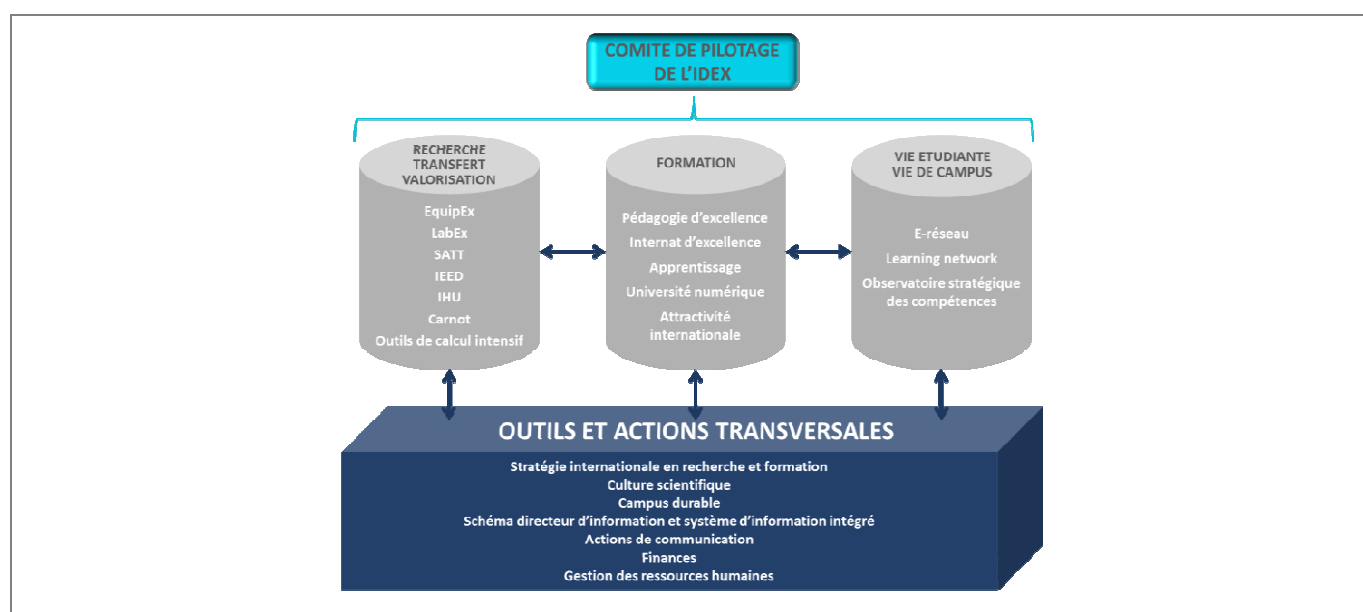 COMITE DE PILOTAGE
DE L'IDEX
RECHERCHE
TRANSFERT
VALORISATION
EquipEx
LabEx
SATT
IEED
IHU
Carnot
Outils de calcul intensif
FORMATION
Pédagogie d'excellence
Internat d'excellence
Apprentissage
Université numérique
Attractivité
internationale
VIE ETUDIANTE
VIE DE CAMPUS
E-réseau
Learning network
Observatoire stratégique
des compétences
OUTILS ET ACTIONS TRANSVERSALES
Stratégie internationale en recherche et formation
Culture scientifique
Campus durable
Schéma directeur d'information et système d'information intégré
Actions de communication
Finances
Gestion des ressources humaines